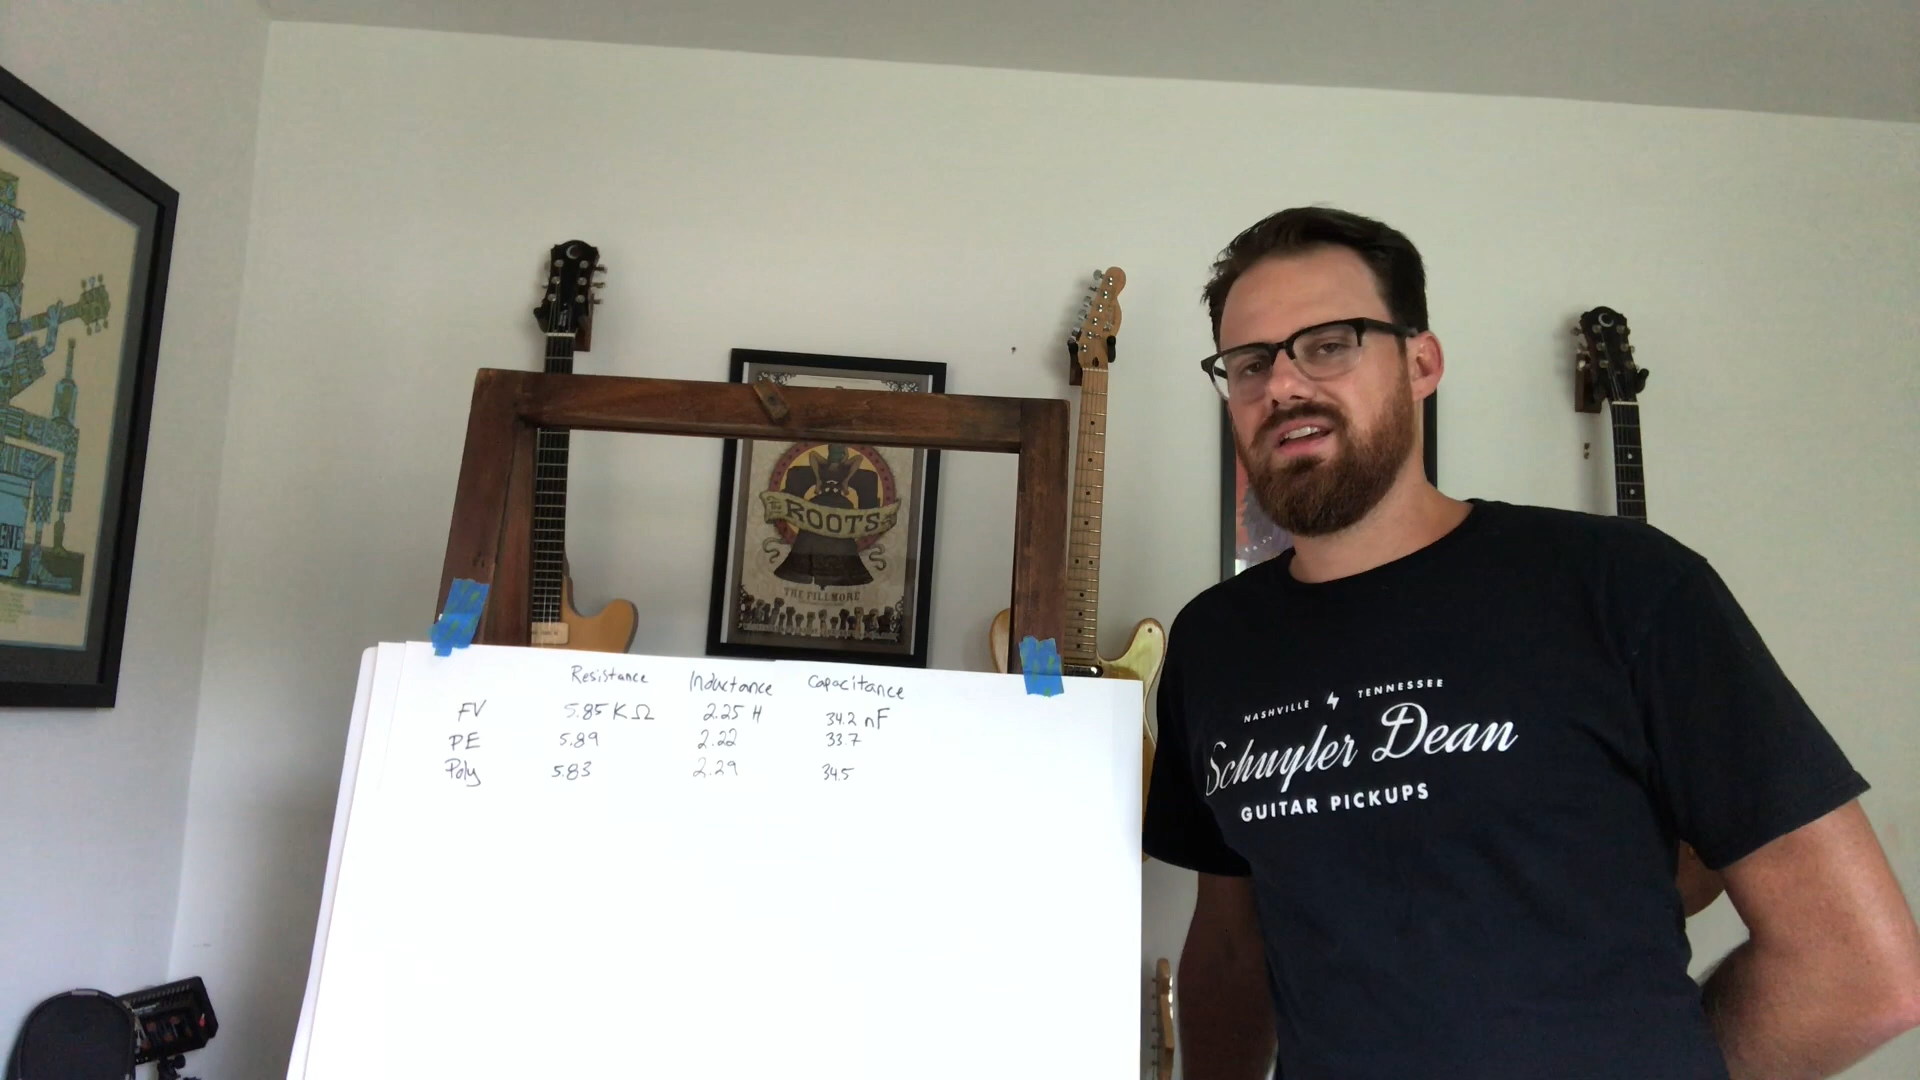 The
ROOTS
THE FILLMORE
Resistance Inductance Capacitance
FV 5.85 KΩ 2.25 H 34.2 nF
PE 5.89 2.22 33.7
Poly 5.83 2.29 34.5
NASHVILLE TENNESSEE
Schuyler Dean
GUITAR PICKUPS